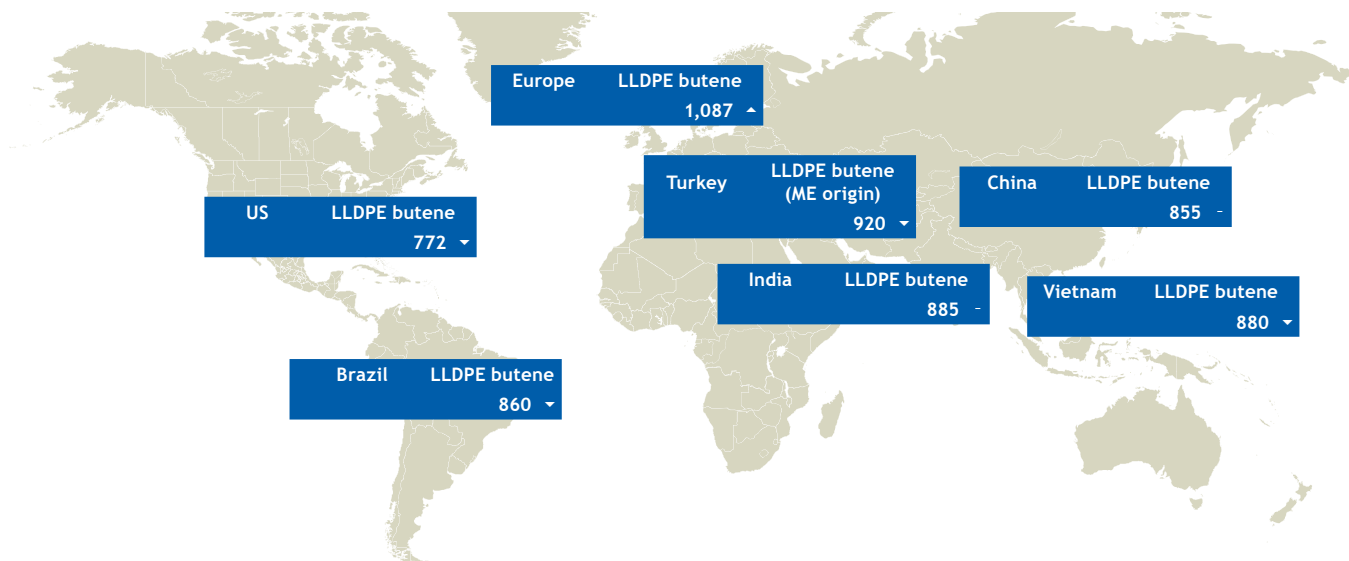 Europe LLDPE butene
1,087 ▲
Turkey LLDPE butene
(ME origin)
920 ▼
China LLDPE butene
855 –
US LLDPE butene
772 ▼
India LLDPE butene
885 –
Vietnam LLDPE butene
880 ▼
Brazil LLDPE butene
860 ▼